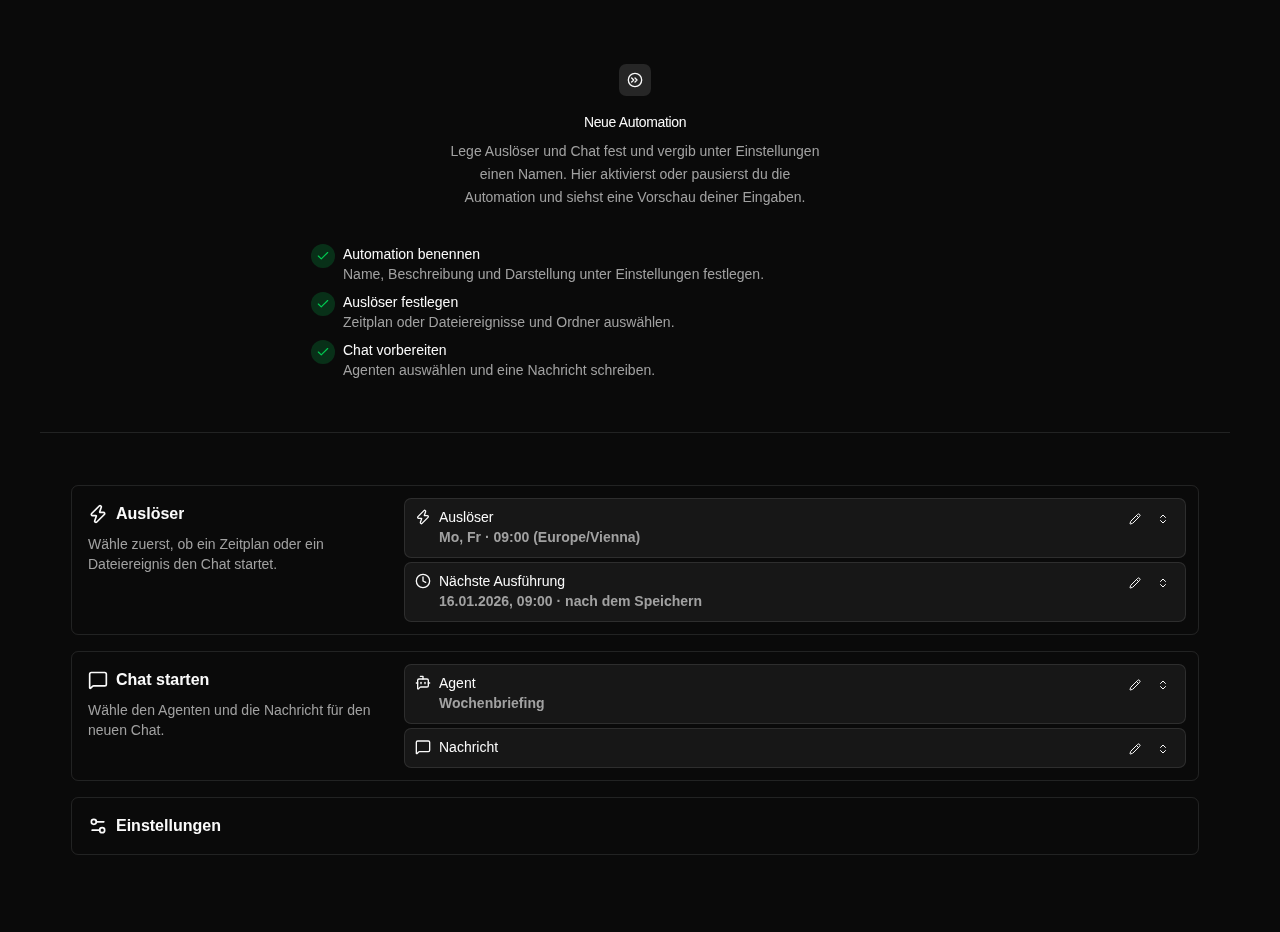 Neue Automation
Lege Auslöser und Chat fest und vergib unter Einstellungen
einen Namen. Hier aktivierst oder pausierst du die
Automation und siehst eine Vorschau deiner Eingaben.
Automation benennen
Name, Beschreibung und Darstellung unter Einstellungen festlegen.
Auslöser festlegen
Zeitplan oder Dateiereignisse und Ordner auswählen.
Chat vorbereiten
Agenten auswählen und eine Nachricht schreiben.
Auslöser
Wähle zuerst, ob ein Zeitplan oder ein
Dateiereignis den Chat startet.
Auslöser
Mo, Fr · 09:00 (Europe/Vienna)
Nächste Ausführung
16.01.2026, 09:00 · nach dem Speichern
Chat starten
Wähle den Agenten und die Nachricht für den
neuen Chat.
Agent
Wochenbriefing
Nachricht
Einstellungen